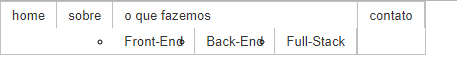 home sobre o que fazemos contato
Front-End Back-End Full-Stack